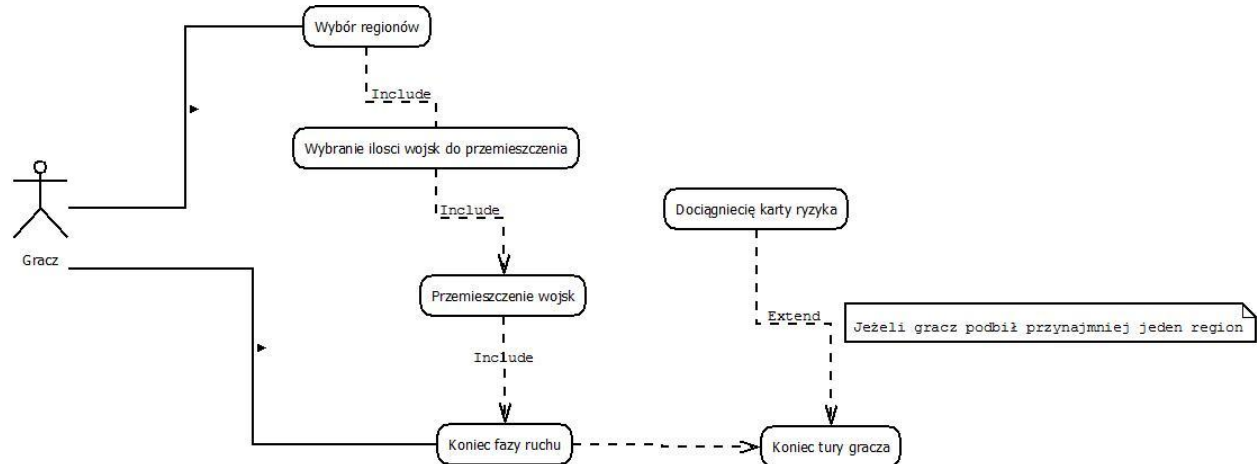 Wybór regionów
Include
Wybranie ilosci wojsk do przemieszczenia
Include
Dociągniecię karty ryzyka
Gracz
Przemieszczenie wojsk
Extend
Jeżeli gracz podbił przynajmniej jeden region
Include
Koniec fazy ruchu
Koniec tury gracza